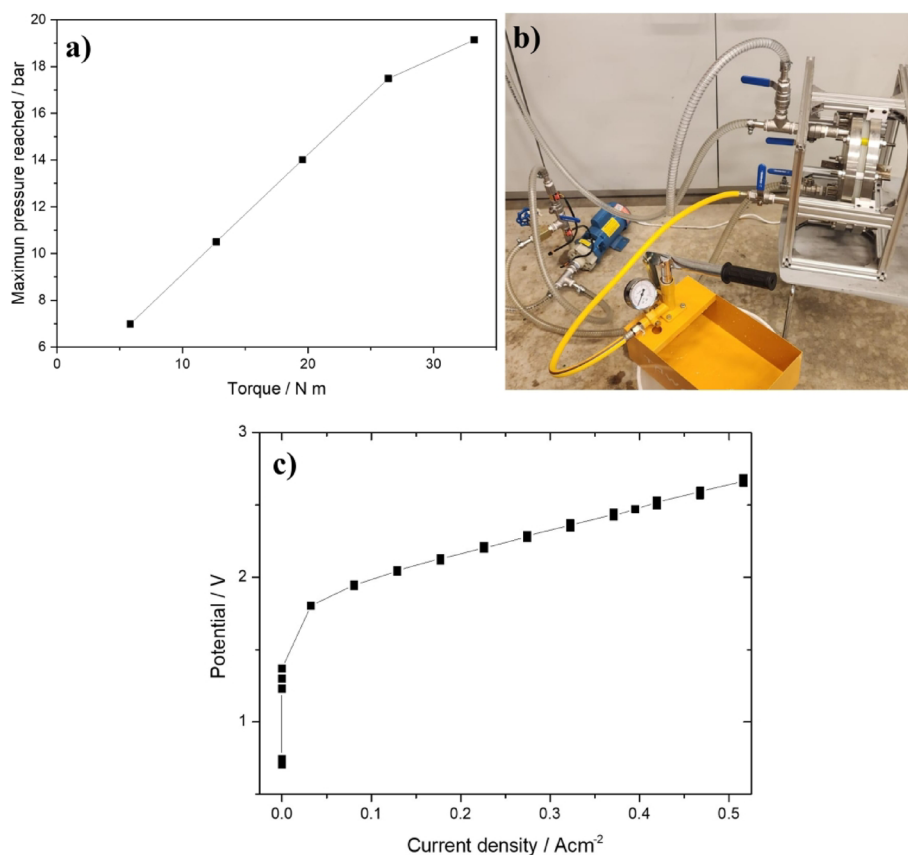 a)
Maximun pressure reached / bar
20
18
16
14
12
10
8
6
0 10 20 30
Torque / N m
b)
c)
Potential / V
3
2
1
0.0 0.1 0.2 0.3 0.4 0.5
Current density / Acm-2